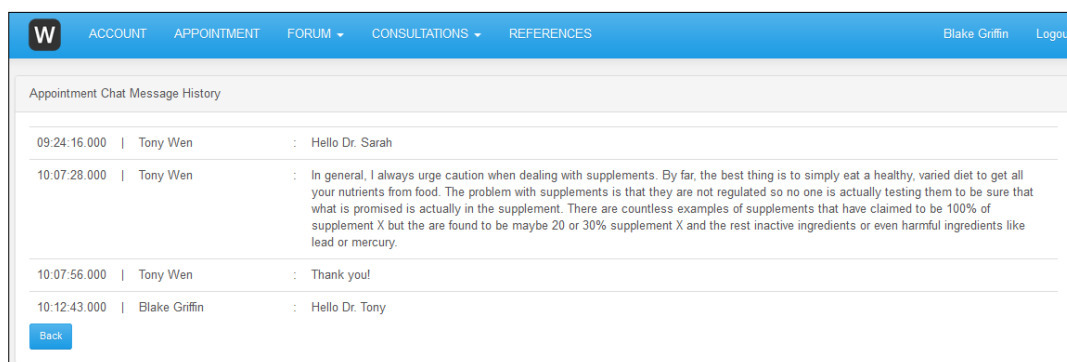 W ACCOUNT APPOINTMENT FORUM CONSULTATIONS REFERENCES Blake Griffin Logou
Appointment Chat Message History
09:24:16.000 | Tony Wen : Hello Dr. Sarah
10:07:28.000 | Tony Wen : In general, I always urge caution when dealing with supplements. By far, the best thing is to simply eat a healthy, varied diet to get all
your nutrients from food. The problem with supplements is that they are not regulated so no one is actually testing them to be sure that
what is promised is actually in the supplement. There are countless examples of supplements that have claimed to be 100% of
supplement X but the are found to be maybe 20 or 30% supplement X and the rest inactive ingredients or even harmful ingredients like
lead or mercury.
10:07:56.000 | Tony Wen : Thank you!
10:12:43.000 | Blake Griffin : Hello Dr. Tony
Back